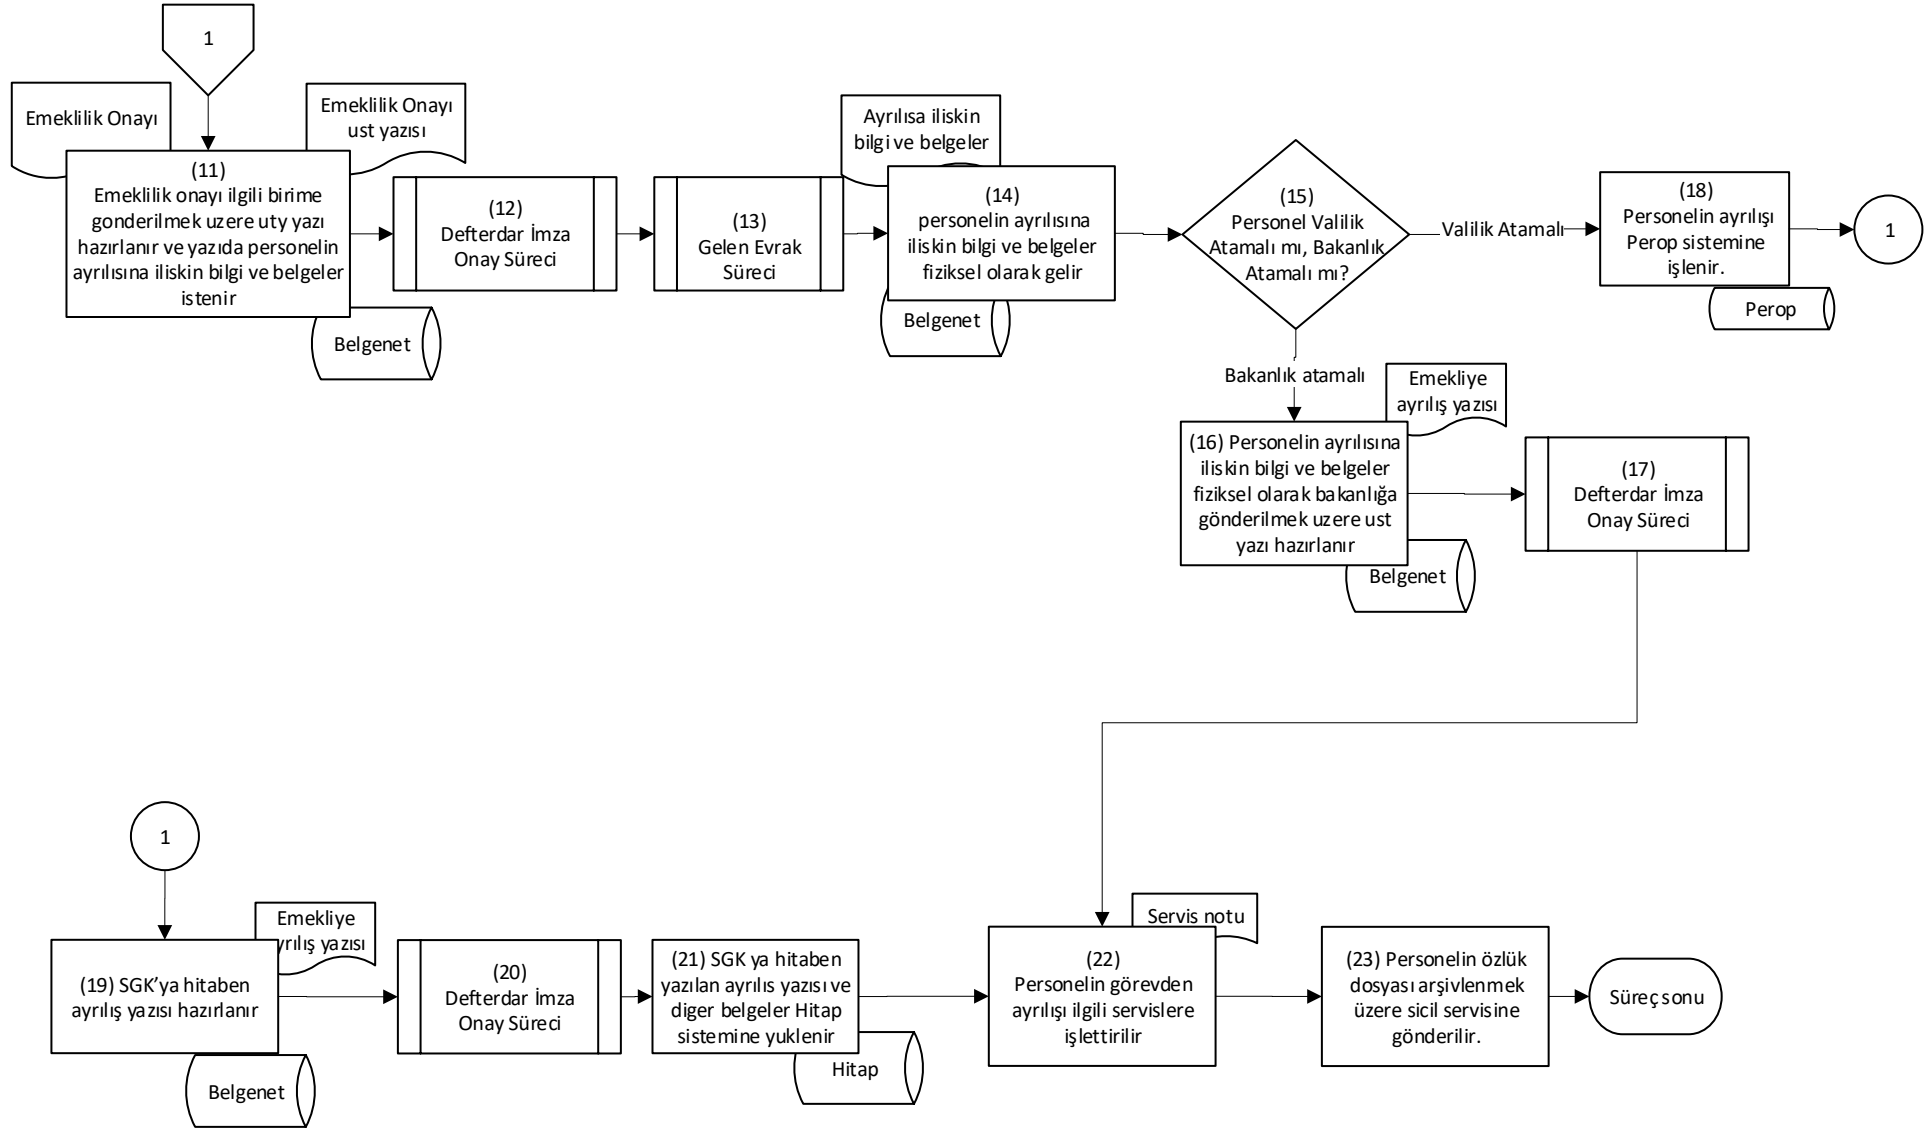 1
Emeklilik Onayı
Emeklilik Onayı
ust yazısı
(11)
Emeklilik onayı ilgili birime
gonderilmek uzere uty yazı
hazırlanır ve yazıda personelin
ayrılısına iliskin bilgi ve belgeler
istenir
Belgenet
(12)
Defterdar İmza
Onay Süreci
(13)
Gelen Evrak
Süreci
Ayrılısa iliskin
bilgi ve belgeler
(14)
personelin ayrılısına
iliskin bilgi ve belgeler
fiziksel olarak gelir
Belgenet
(15)
Personel Valilik
Atamalı mı, Bakanlık
Atamalı mı?
Valilik Atamalı
(18)
Personelin ayrılışı
Perop sistemine
işlenir.
Perop
1
Bakanlık atamalı
Emekliye
ayrılış yazısı
(16) Personelin ayrılısına
iliskin bilgi ve belgeler
fiziksel olarak bakanlığa
gönderilmek uzere ust
yazı hazırlanır
Belgenet
(17)
Defterdar İmza
Onay Süreci
1
Emekliye
yrılış yazısı
(19) SGK’ya hitaben
ayrılış yazısı hazırlanır
Belgenet
(20)
Defterdar İmza
Onay Süreci
(21) SGK ya hitaben
yazılan ayrılıs yazısı ve
diger belgeler Hitap
sistemine yuklenir
Hitap
Servis notu
(22)
Personelin görevden
ayrılışı ilgili servislere
işlettirilir
(23) Personelin özlük
dosyası arşivlenmek
üzere sicil servisine
gönderilir.
Süreç sonu